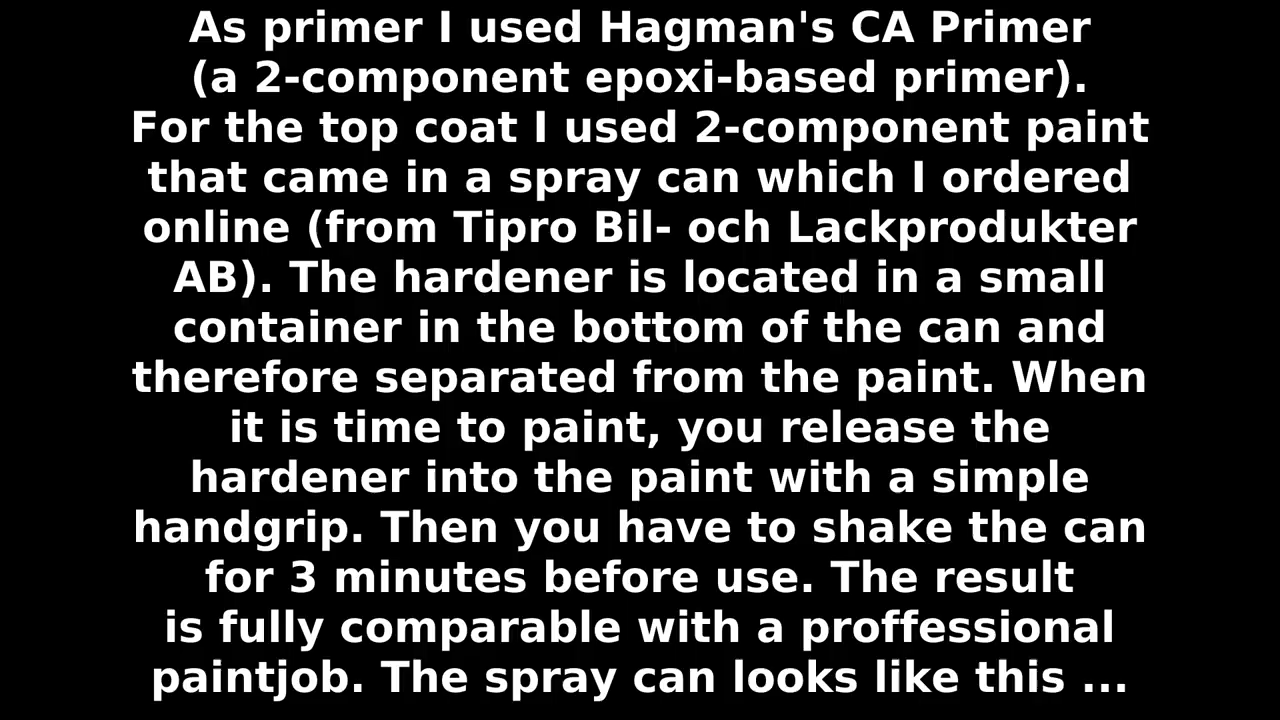 As primer I used Hagman's CA Primer
(a 2-component epoxi-based primer).
For the top coat I used 2-component paint
that came in a spray can which I ordered
online (from Tipro Bil- och Lackprodukter
AB). The hardener is located in a small
container in the bottom of the can and
therefore separated from the paint. When
it is time to paint, you release the
hardener into the paint with a simple
handgrip. Then you have to shake the can
for 3 minutes before use. The result
is fully comparable with a proffessional
paintjob. The spray can looks like this ...